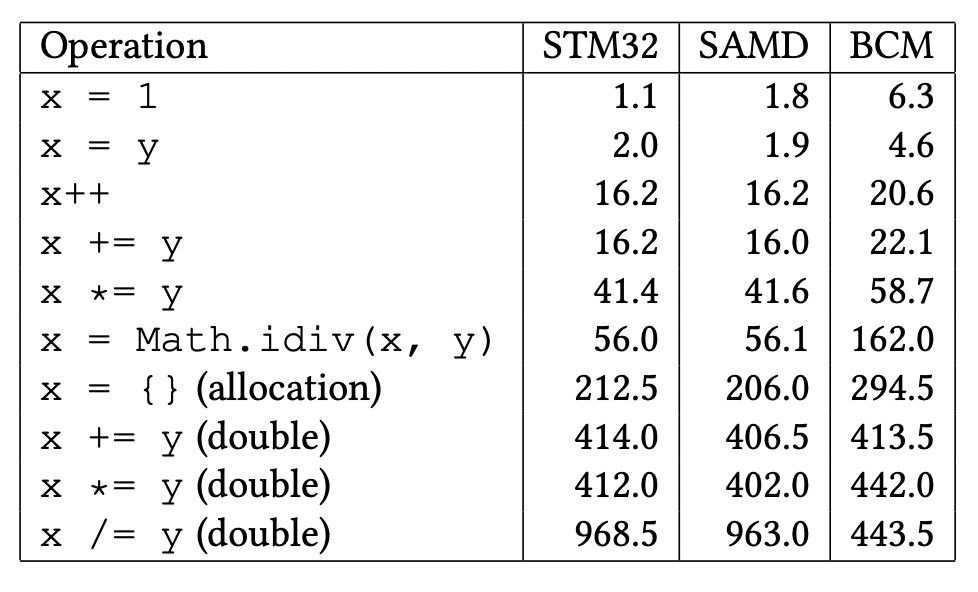 Operation STM32 SAMD BCM
x = 1 1.1 1.8 6.3
x = y 2.0 1.9 4.6
x++ 16.2 16.2 20.6
x += y 16.2 16.0 22.1
x *= y 41.4 41.6 58.7
x = Math.idiv(x, y) 56.0 56.1 162.0
x = {} (allocation) 212.5 206.0 294.5
x += y (double) 414.0 406.5 413.5
x *= y (double) 412.0 402.0 442.0
x /= y (double) 968.5 963.0 443.5